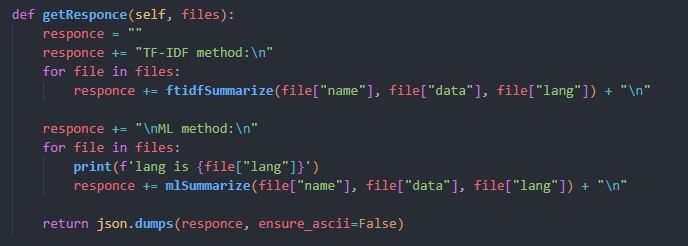 def getResponce(self, files):
    responce = ""
    responce += "TF-IDF method:\n"
    for file in files:
        responce += ftidfSummarize(file["name"], file["data"], file["lang"]) + "\n"

    responce += "\nML method:\n"
    for file in files:
        print(f'lang is {file["lang"]}')
        responce += mlSummarize(file["name"], file["data"], file["lang"]) + "\n"

    return json.dumps(responce, ensure_ascii=False)